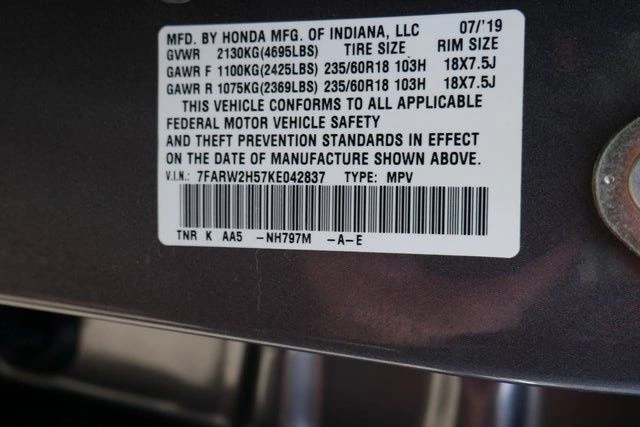 MFD. BY HONDA MFG. OF INDIANA, LLC 07/'19
GVWR 2130KG(4695LBS) TIRE SIZE RIM SIZE
GAWR F 1100KG(2425LBS) 235/60R18 103H 18X7.5J
GAWR R 1075KG(2369LBS) 235/60R18 103H 18X7.5J
THIS VEHICLE CONFORMS TO ALL APPLICABLE
FEDERAL MOTOR VEHICLE SAFETY
AND THEFT PREVENTION STANDARDS IN EFFECT
ON THE DATE OF MANUFACTURE SHOWN ABOVE.
V.I.N.: 7FARW2H57KE042837 TYPE: MPV
TNR K AA5 -NH797M -A-E